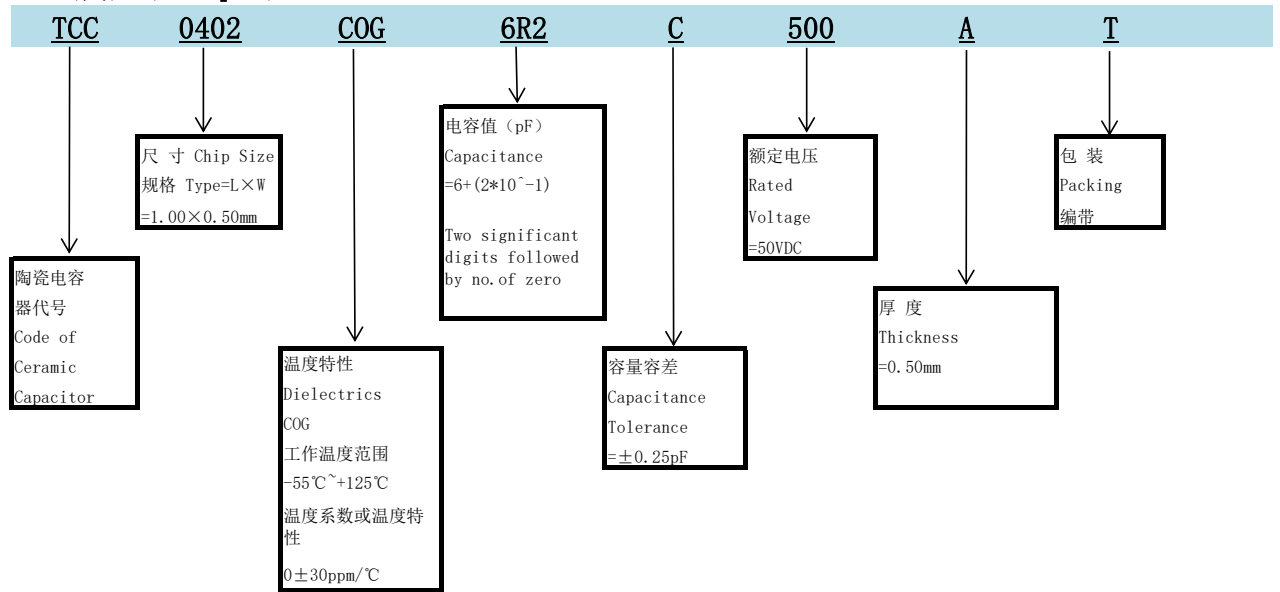 TCC 0402 COG 6R2 C 500 A T
陶瓷电容
器代号
Code of
Ceramic
Capacitor
尺 寸 Chip Size
规格 Type=L×W
=1.00×0.50mm
温度特性
Dielectrics
COG
工作温度范围
-55℃~+125℃
温度系数或温度特
性
0±30ppm/℃
电容值（pF）
Capacitance
=6+(2*10^-1)
Two significant
digits followed
by no.of zero
容量容差
Capacitance
Tolerance
=±0.25pF
额定电压
Rated
Voltage
=50VDC
厚 度
Thickness
=0.50mm
包 装
Packing
编带